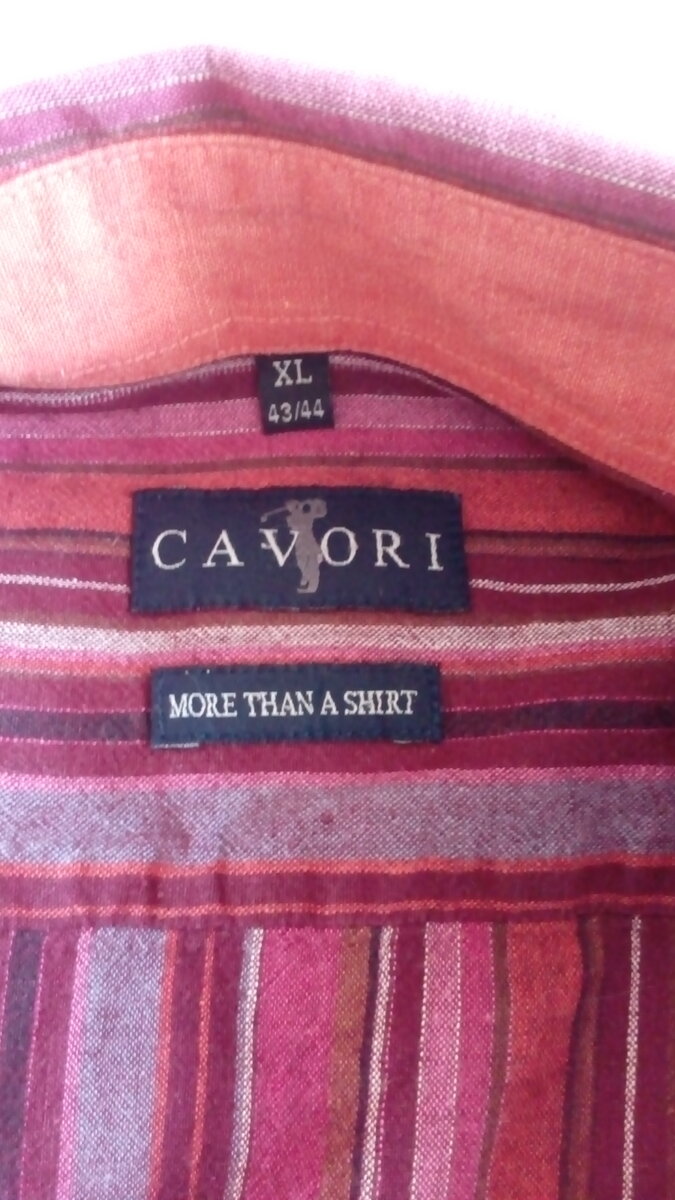 XL
43/44
CAVORI
MORE THAN A SHIRT